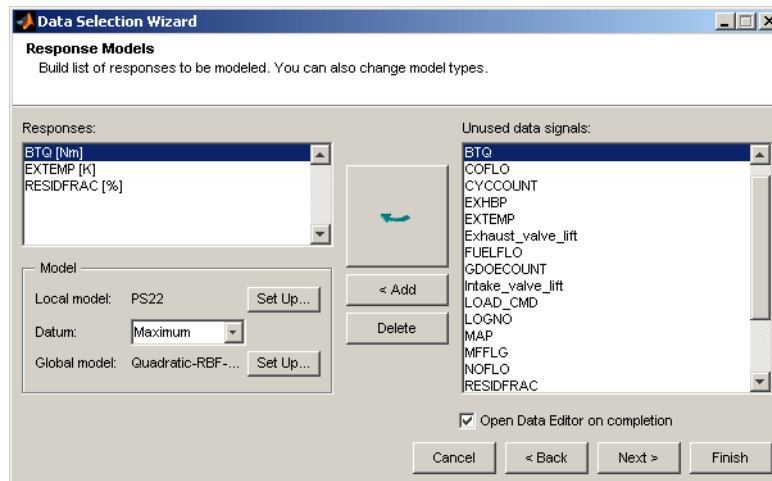 Data Selection Wizard
Response Models
Build list of responses to be modeled. You can also change model types.
Responses:
BTQ [Nm]
EXTEMP [K]
RESIDFRAC [%]
Model
Local model: PS22 Set Up...
Datum: Maximum
Global model: Quadratic-RBF-... Set Up...
< Add
Delete
Unused data signals:
BTQ
COFLO
CYCCOUNT
EXHBP
EXTEMP
Exhaust_valve_lift
FUELFLO
GDOECOUNT
Intake_valve_lift
LOAD_CMD
LOGNO
MAP
MFFLG
NOFLO
RESIDFRAC
Open Data Editor on completion
Cancel < Back Next > Finish